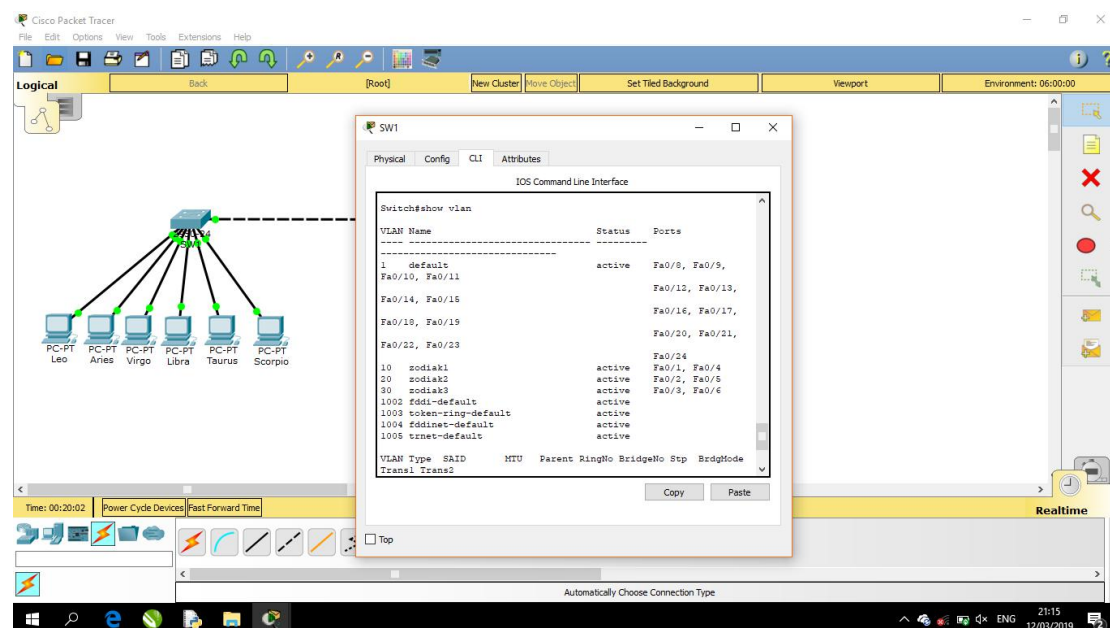 Cisco Packet Tracer
File Edit Options View Tools Extensions Help
Logical
Back
[Root]
New Cluster
Move Object
Set Tiled Background
Viewport
Environment: 06:00:00
SW1
Physical Config CLI Attributes
IOS Command Line Interface
Switch#show vlan
VLAN Name Status Ports
---- -------------------------------- --------- -------------------------------
1 default active Fa0/8, Fa0/9,
Fa0/10, Fa0/11
Fa0/12, Fa0/13,
Fa0/14, Fa0/15
Fa0/16, Fa0/17,
Fa0/18, Fa0/19
Fa0/20, Fa0/21,
Fa0/22, Fa0/23
Fa0/24
10 zodiak1 active Fa0/1, Fa0/4
20 zodiak2 active Fa0/2, Fa0/5
30 zodiak3 active Fa0/3, Fa0/6
1002 fddi-default active
1003 token-ring-default active
1004 fddinet-default active
1005 trnet-default active
VLAN Type SAID MTU Parent RingNo BridgeNo Stp BrdgMode
Trans1 Trans2
Copy Paste
Top
SW1
PC-PT
Leo
PC-PT
Aries
PC-PT
Virgo
PC-PT
Libra
PC-PT
Taurus
PC-PT
Scorpio
Time: 00:20:02
Power Cycle Devices
Fast Forward Time
Realtime
Automatically Choose Connection Type
ENG
21:15
12/03/2019